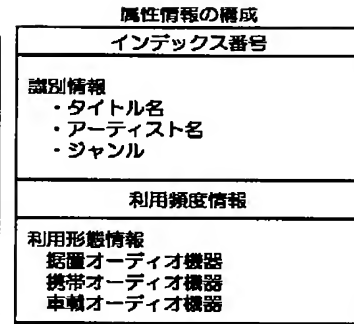 属性情報の構成
インデックス番号
識別情報
・タイトル名
・アーティスト名
・ジャンル
利用頻度情報
利用形態情報
据置オーディオ機器
携帯オーディオ機器
車載オーディオ機器